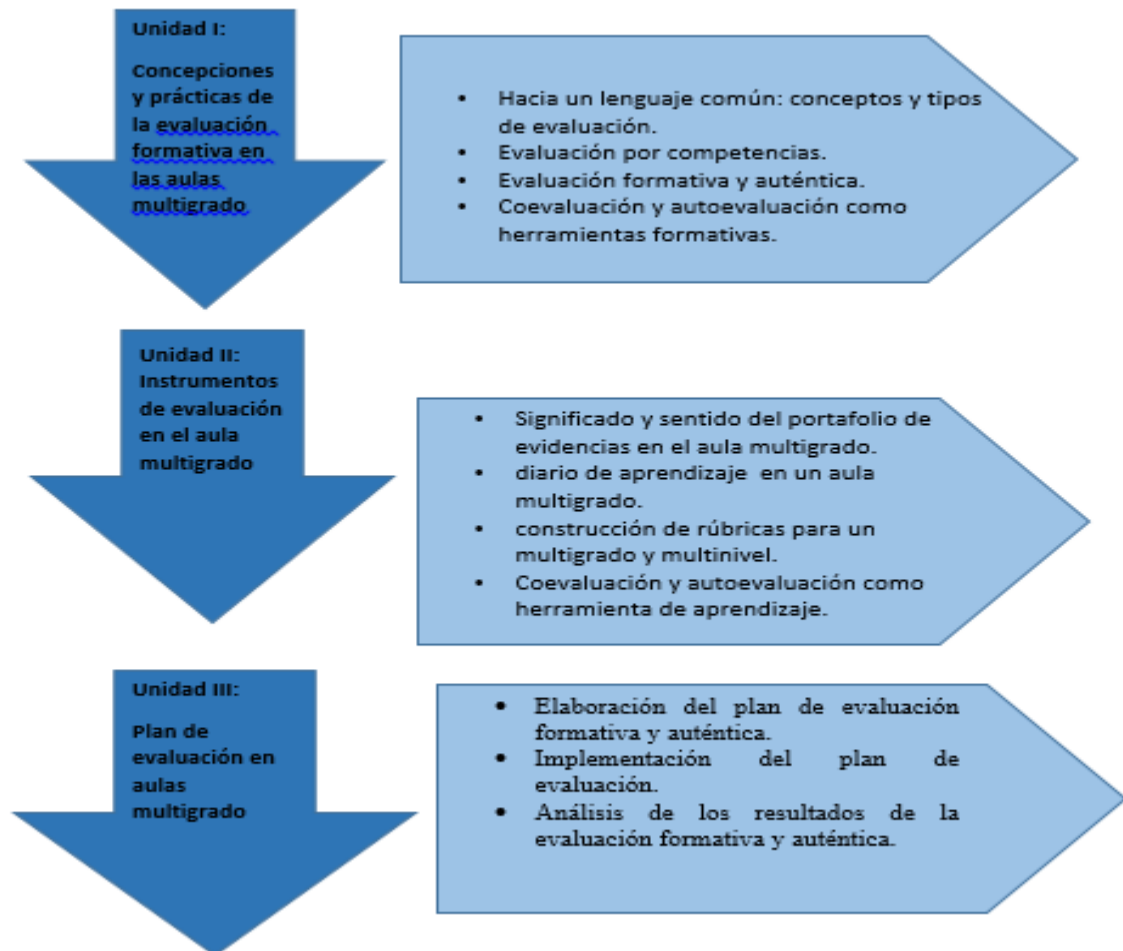 Unidad I:
Concepciones
y prácticas de
la evaluación
formativa en
las aulas
multigrado
• Hacia un lenguaje común: conceptos y tipos
de evaluación.
• Evaluación por competencias.
• Evaluación formativa y auténtica.
• Coevaluación y autoevaluación como
herramientas formativas.
Unidad II:
Instrumentos
de evaluación
en el aula
multigrado
• Significado y sentido del portafolio de
evidencias en el aula multigrado.
• diario de aprendizaje en un aula
multigrado.
• construcción de rúbricas para un
multigrado y multinivel.
• Coevaluación y autoevaluación como
herramienta de aprendizaje.
Unidad III:
Plan de
evaluación en
aulas
multigrado
• Elaboración del plan de evaluación
formativa y auténtica.
• Implementación del plan de
evaluación.
• Análisis de los resultados de la
evaluación formativa y auténtica.